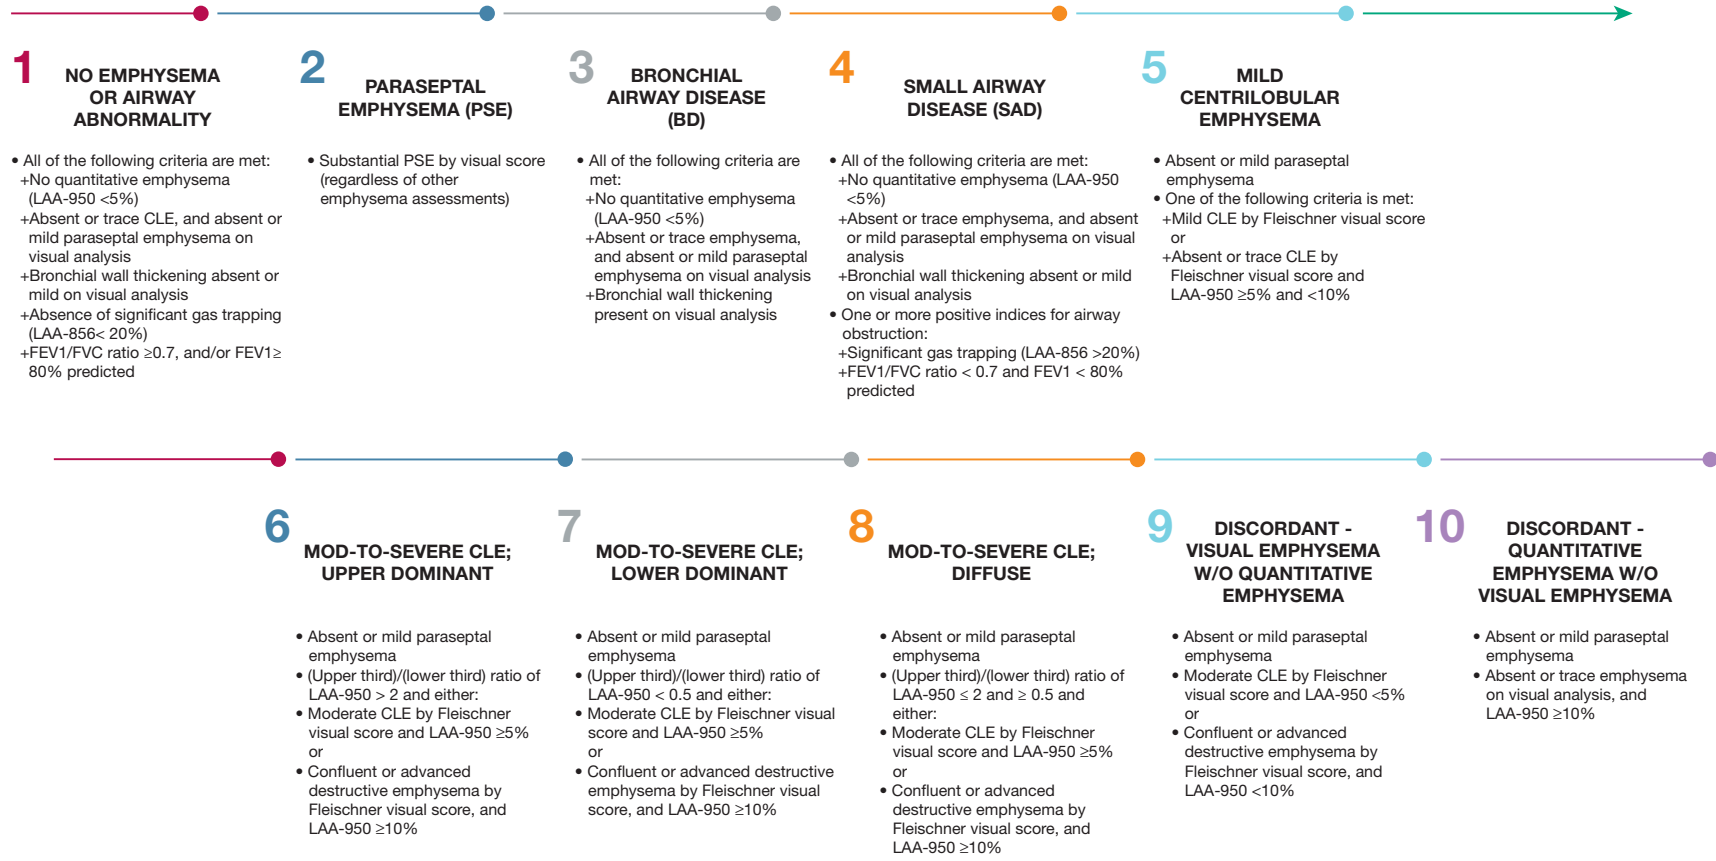 1
NO EMPHYSEMA
OR AIRWAY
ABNORMALITY
• All of the following criteria are met:
+No quantitative emphysema
(LAA-950 <5%)
+Absent or trace CLE, and absent or
mild paraseptal emphysema on
visual analysis
+Bronchial wall thickening absent or
mild on visual analysis
+Absence of significant gas trapping
(LAA-856< 20%)
+FEV1/FVC ratio ≥0.7, and/or FEV1≥
80% predicted
2
PARASEPTAL
EMPHYSEMA (PSE)
• Substantial PSE by visual score
(regardless of other
emphysema assessments)
3
BRONCHIAL
AIRWAY DISEASE
(BD)
• All of the following criteria are
met:
+No quantitative emphysema
(LAA-950 <5%)
+Absent or trace emphysema,
and absent or mild paraseptal
emphysema on visual analysis
+Bronchial wall thickening
present on visual analysis
4
SMALL AIRWAY
DISEASE (SAD)
• All of the following criteria are met:
+No quantitative emphysema (LAA-950
<5%)
+Absent or trace emphysema, and absent
or mild paraseptal emphysema on visual
analysis
+Bronchial wall thickening absent or mild
on visual analysis
• One or more positive indices for airway
obstruction:
+Significant gas trapping (LAA-856 >20%)
+FEV1/FVC ratio < 0.7 and FEV1 < 80%
predicted
5
MILD
CENTRILOBULAR
EMPHYSEMA
• Absent or mild paraseptal
emphysema
• One of the following criteria is met:
+Mild CLE by Fleischner visual score
or
+Absent or trace CLE by
Fleischner visual score and
LAA-950 ≥5% and <10%
6
MOD-TO-SEVERE CLE;
UPPER DOMINANT
• Absent or mild paraseptal
emphysema
• (Upper third)/(lower third) ratio of
LAA-950 > 2 and either:
• Moderate CLE by Fleischner
visual score and LAA-950 ≥5%
or
• Confluent or advanced
destructive emphysema by
Fleischner visual score, and
LAA-950 ≥10%
7
MOD-TO-SEVERE CLE;
LOWER DOMINANT
• Absent or mild paraseptal
emphysema
• (Upper third)/(lower third) ratio of
LAA-950 < 0.5 and either:
• Moderate CLE by Fleischner visual
score and LAA-950 ≥5%
or
• Confluent or advanced destructive
emphysema by Fleischner visual
score, and LAA-950 ≥10%
8
MOD-TO-SEVERE CLE;
DIFFUSE
• Absent or mild paraseptal
emphysema
• (Upper third)/(lower third) ratio of
LAA-950 ≤ 2 and ≥ 0.5 and
either:
• Moderate CLE by Fleischner
visual score and LAA-950 ≥5%
or
• Confluent or advanced
destructive emphysema by
Fleischner visual score, and
LAA-950 ≥10%
9
DISCORDANT -
VISUAL EMPHYSEMA
W/O QUANTITATIVE
EMPHYSEMA
• Absent or mild paraseptal
emphysema
• Moderate CLE by Fleischner
visual score and LAA-950 <5%
or
• Confluent or advanced
destructive emphysema by
Fleischner visual score, and
LAA-950 <10%
10
DISCORDANT -
QUANTITATIVE
EMPHYSEMA W/O
VISUAL EMPHYSEMA
• Absent or mild paraseptal
emphysema
• Absent or trace emphysema
on visual analysis, and
LAA-950 ≥10%